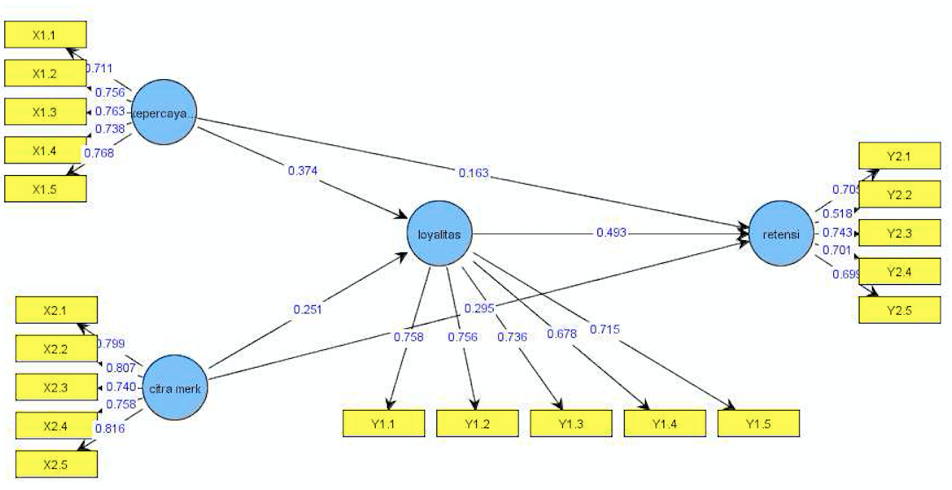 X1.1
X1.2
X1.3
X1.4
X1.5
0.711
0.756
0.763
0.738
0.768
kepercaya...
0.374
0.163
loyalitas
0.493
retensi
0.251
0.295
X2.1
X2.2
X2.3
X2.4
X2.5
0.799
0.807
0.740
0.758
0.816
citra merk
0.758
0.756
0.736
0.678
0.715
Y1.1
Y1.2
Y1.3
Y1.4
Y1.5
0.705
0.518
0.743
0.701
0.699
Y2.1
Y2.2
Y2.3
Y2.4
Y2.5